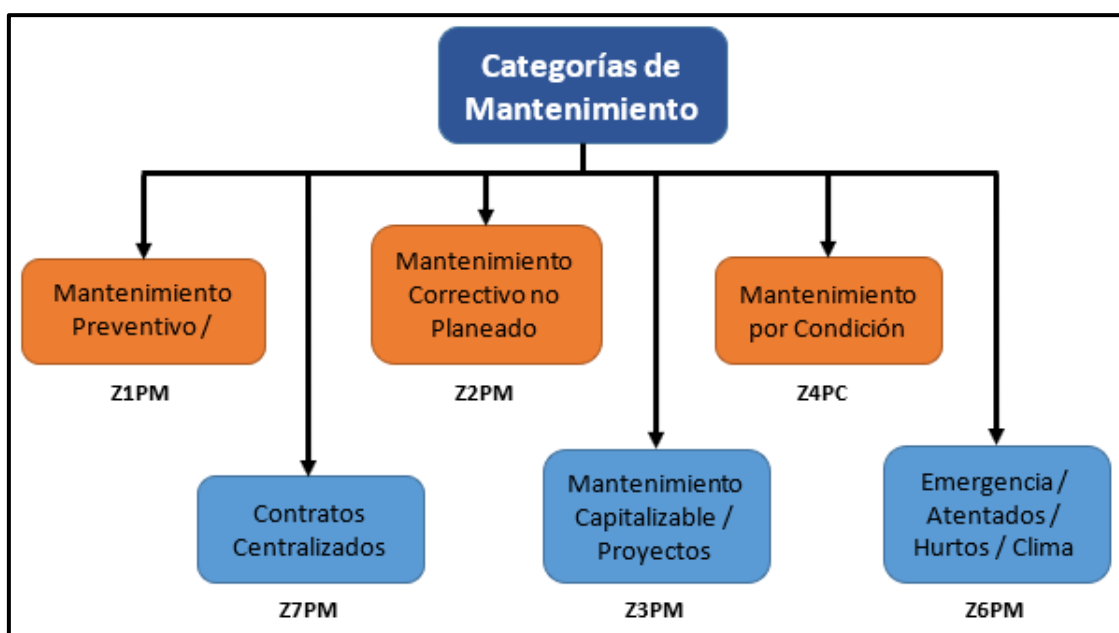 Categorías de
Mantenimiento
Mantenimiento
Preventivo /
Z1PM
Mantenimiento
Correctivo no
Planeado
Z2PM
Mantenimiento
por Condición
Z4PC
Contratos
Centralizados
Z7PM
Mantenimiento
Capitalizable /
Proyectos
Z3PM
Emergencia /
Atentados /
Hurtos / Clima
Z6PM